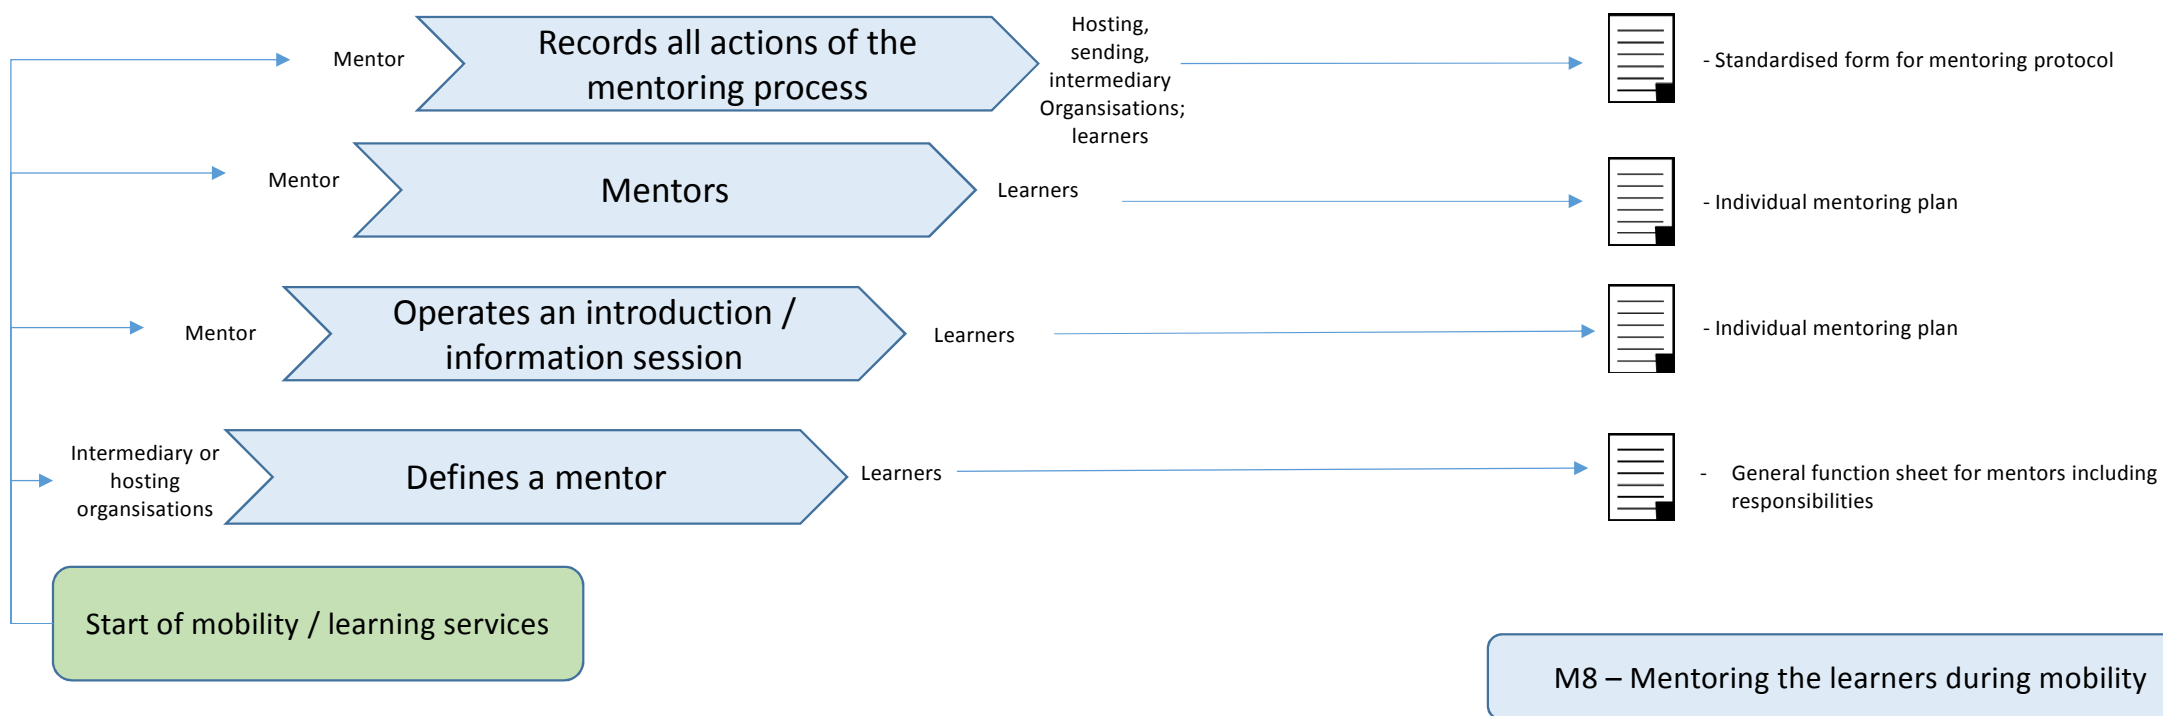 Mentor
Records all actions of the
mentoring process
Hosting,
sending,
intermediary
Organsisations;
learners
- Standardised form for mentoring protocol
Mentor
Mentors
Learners
- Individual mentoring plan
Mentor
Operates an introduction /
information session
Learners
- Individual mentoring plan
Intermediary or
hosting
organsisations
Defines a mentor
Learners
- General function sheet for mentors including
responsibilities
Start of mobility / learning services
M8 – Mentoring the learners during mobility